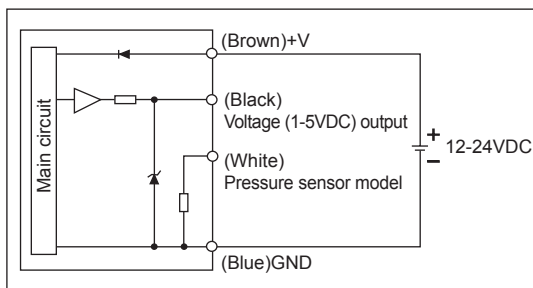 (Brown)+V
(Black)
Voltage (1-5VDC) output
(White)
Pressure sensor model
(Blue)GND
Main circuit
+
12-24VDC
−